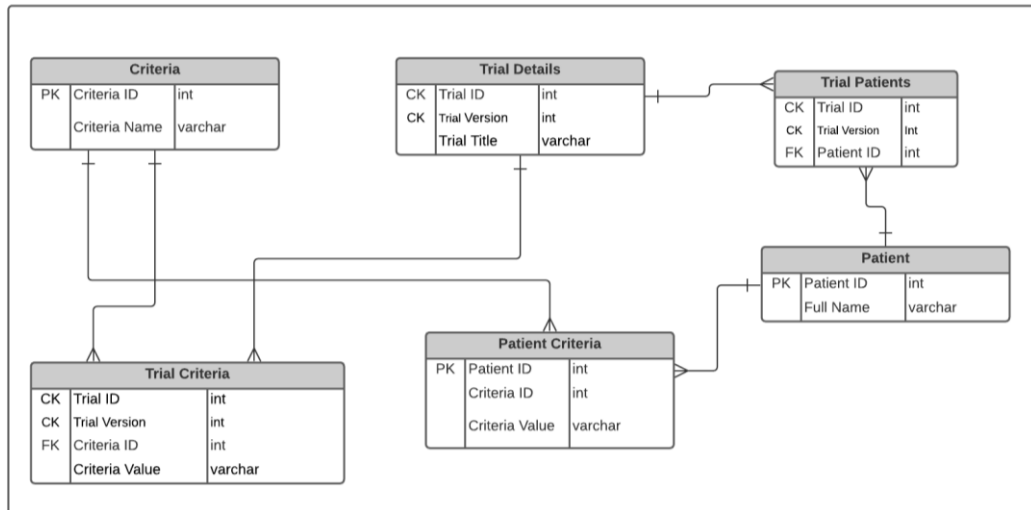 Criteria
PK Criteria ID int
Criteria Name varchar
Trial Details
CK Trial ID int
CK Trial Version int
Trial Title varchar
Trial Patients
CK Trial ID int
CK Trial Version Int
FK Patient ID int
Patient
PK Patient ID int
Full Name varchar
Patient Criteria
PK Patient ID int
Criteria ID int
Criteria Value varchar
Trial Criteria
CK Trial ID int
CK Trial Version int
FK Criteria ID int
Criteria Value varchar